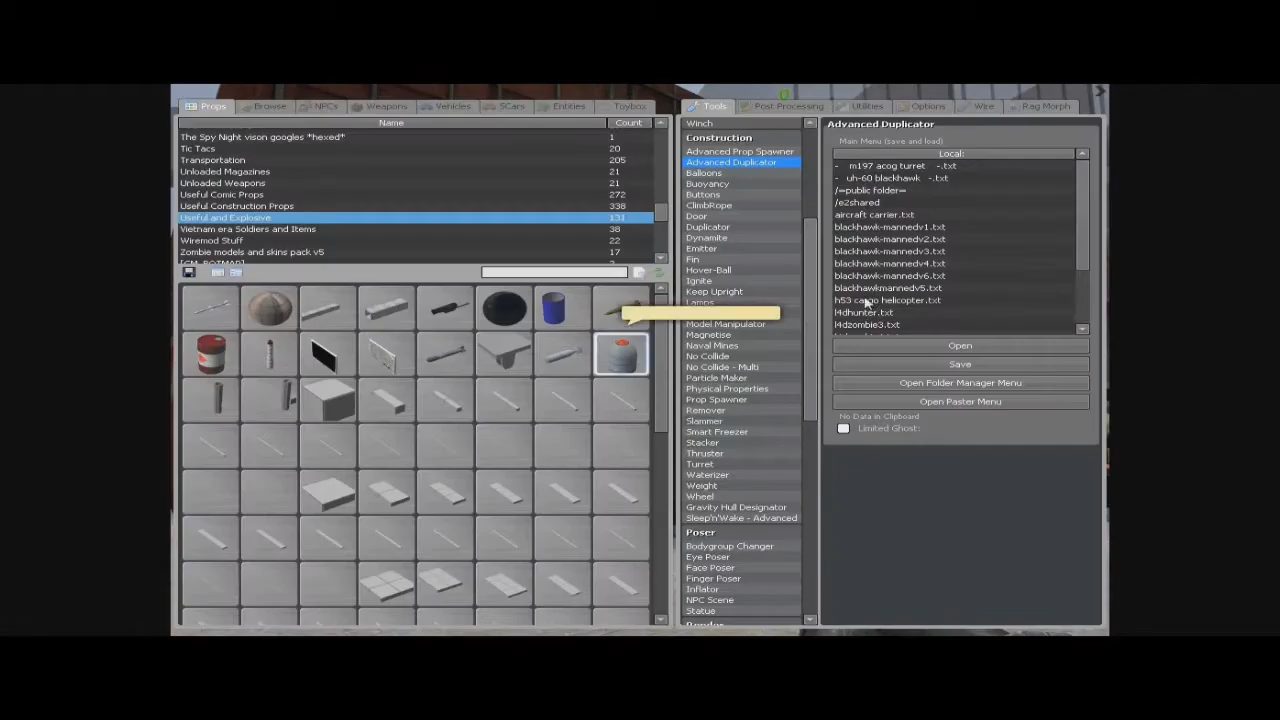 Props Browse NPCs Weapons Vehicles SCars Entities Toybox
Name Count
The Spy Night vison googles *hexed* 1
Tic Tacs 20
Transportation 205
Unloaded Magazines 21
Unloaded Weapons 21
Useful Comic Props 272
Useful Construction Props 338
Useful and Explosive 131
Vietnam era Soldiers and Items 38
Wiremod Stuff 22
Zombie models and skins pack v5 17
Tools Post Processing Utilities Options Wire Rag Morph
Winch
Construction
Advanced Prop Spawner
Advanced Duplicator
Balloons
Buoyancy
Buttons
ClimbRope
Door
Duplicator
Dynamite
Emitter
Fin
Hover-Ball
Ignite
Keep Upright
Lamps
Model Manipulator
Magnetise
Naval Mines
No Collide
No Collide - Multi
Particle Maker
Physical Properties
Prop Spawner
Remover
Slammer
Smart Freezer
Stacker
Thruster
Turret
Waterizer
Weight
Wheel
Gravity Hull Designator
Sleep'n'Wake - Advanced
Poser
Bodygroup Changer
Eye Poser
Face Poser
Finger Poser
Inflator
NPC Scene
Statue
Render
Advanced Duplicator
Main Menu (save and load)
Local:
- m197 acog turret -.txt
- uh-60 blackhawk -.txt
/=public folder=
/e2shared
aircraft carrier.txt
blackhawk-mannedv1.txt
blackhawk-mannedv2.txt
blackhawk-mannedv3.txt
blackhawk-mannedv4.txt
blackhawk-mannedv6.txt
blackhawkmannedv5.txt
h53 cargo helicopter.txt
l4dhunter.txt
l4dzombie3.txt
Open
Save
Open Folder Manager Menu
Open Paster Menu
No Data in Clipboard
Limited Ghost: